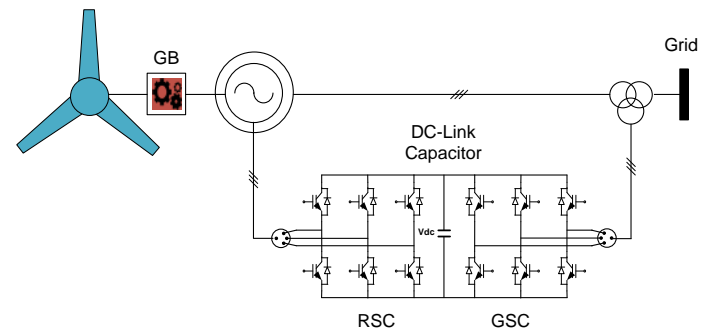 GB
Grid
DC-Link
Capacitor
Vdc
RSC
GSC